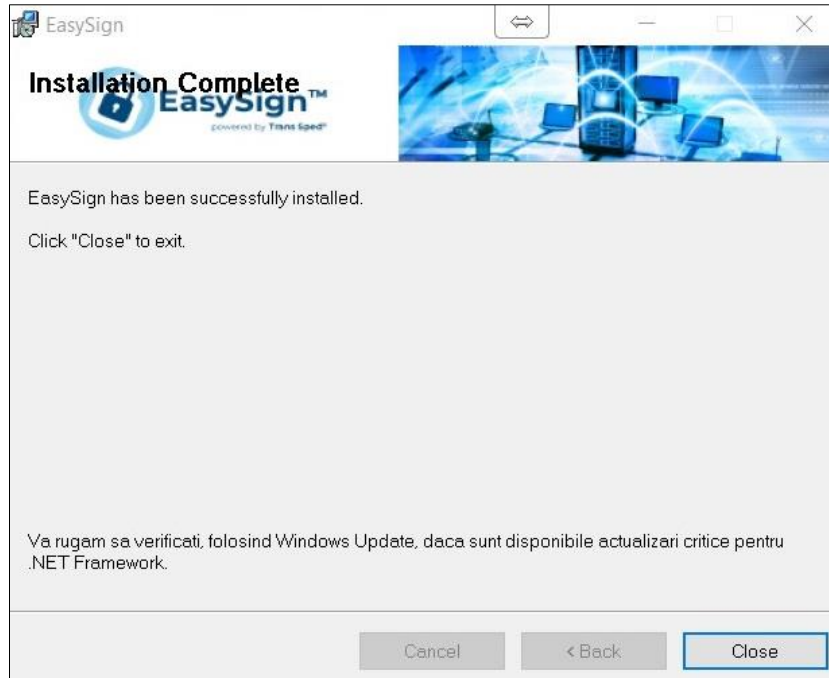 EasySign
Installation Complete
EasySign™
powered by Trans Sped®
EasySign has been successfully installed.
Click "Close" to exit.
Va rugam sa verificati, folosind Windows Update, daca sunt disponibile actualizari critice pentru
.NET Framework.
Cancel
< Back
Close